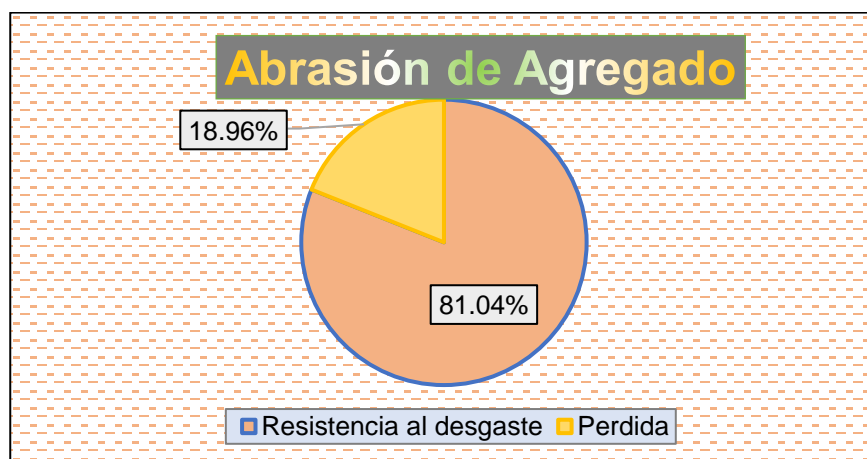 Abrasión de Agregado
18.96%
81.04%
Resistencia al desgaste Perdida